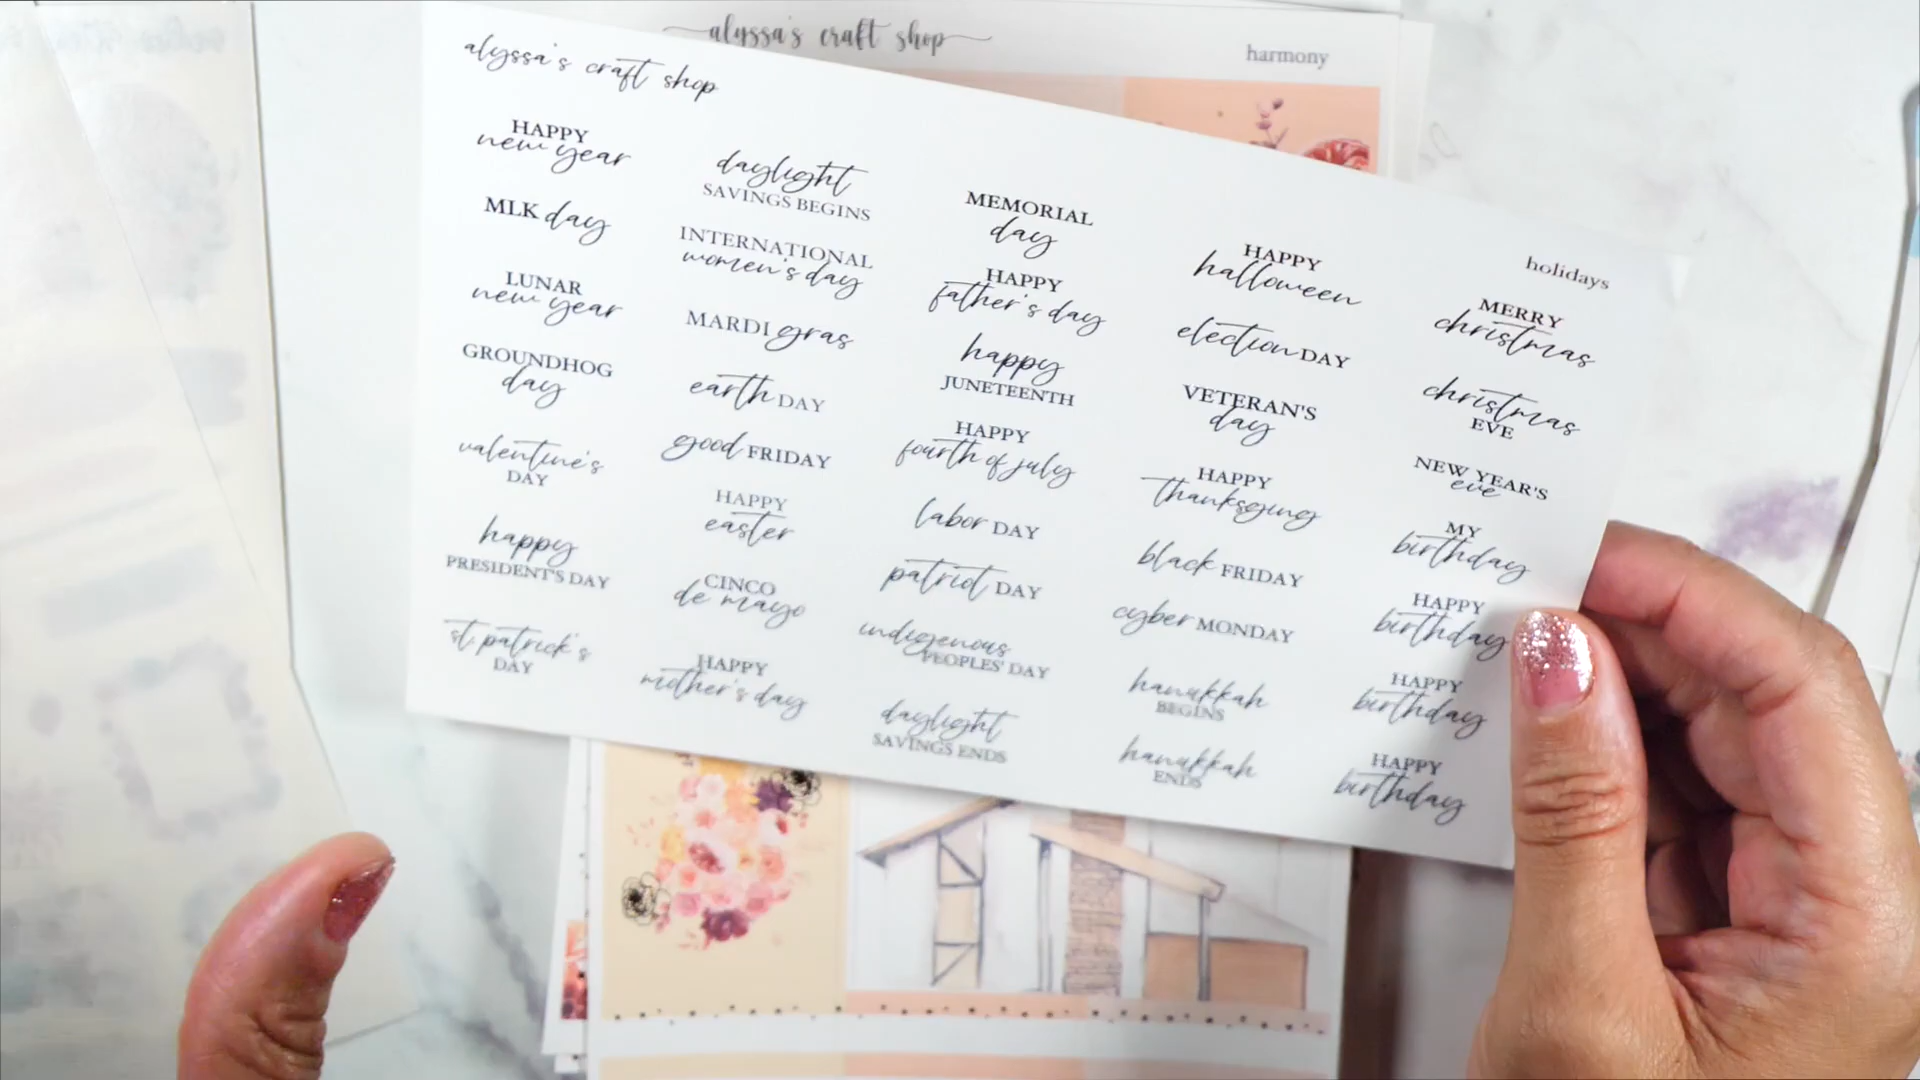 alyssa's craft shop
harmony
alyssa's craft shop
holidays
HAPPY
new year
MLK day
LUNAR
new year
GROUNDHOG
day
valentine's
DAY
happy
PRESIDENT'S DAY
st. patrick's
DAY
daylight
SAVINGS BEGINS
INTERNATIONAL
women's day
MARDI gras
earth DAY
good FRIDAY
HAPPY
easter
CINCO
de mayo
HAPPY
mother's day
MEMORIAL
day
HAPPY
father's day
happy
JUNETEENTH
HAPPY
fourth of july
labor DAY
patriot DAY
indigenous
PEOPLES' DAY
daylight
SAVINGS ENDS
HAPPY
halloween
election DAY
VETERAN'S
day
HAPPY
thanksgiving
black FRIDAY
cyber MONDAY
hanukkah
BEGINS
hanukkah
ENDS
MERRY
christmas
christmas
EVE
NEW YEAR'S
eve
MY
birthday
HAPPY
birthday
HAPPY
birthday
HAPPY
birthday